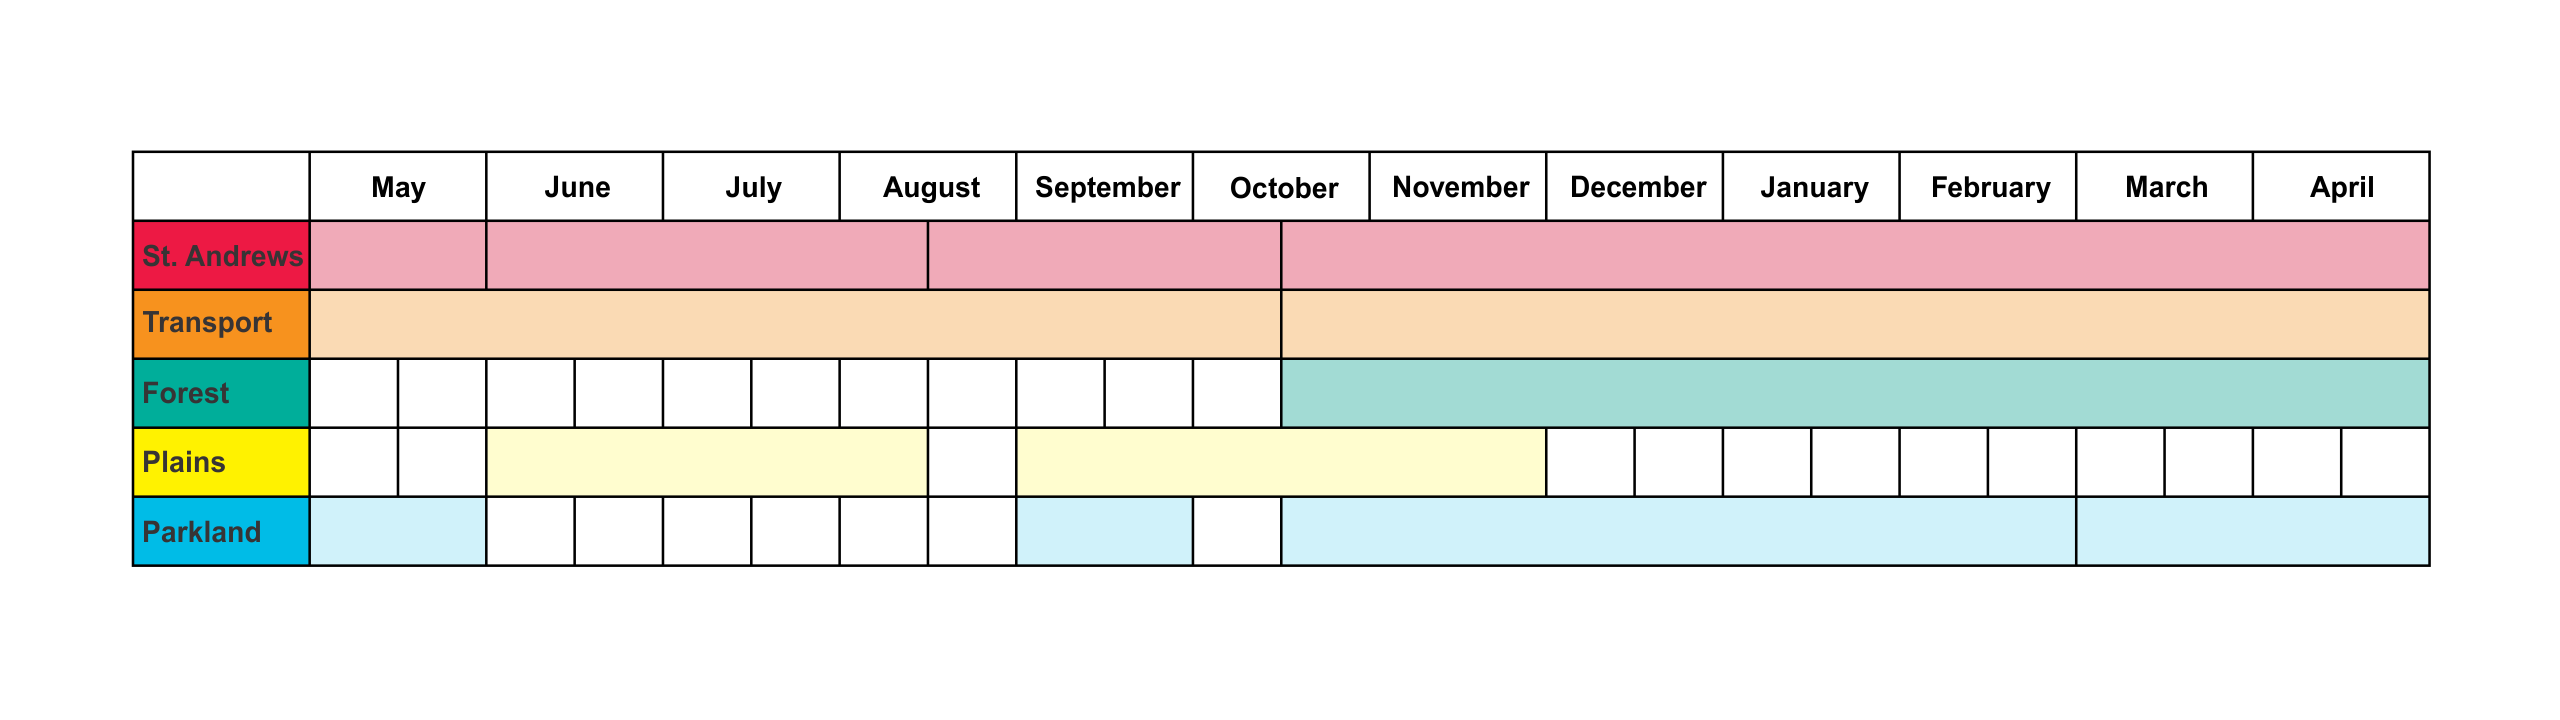 May June July August September October November December January February March April
St. Andrews
Transport
Forest
Plains
Parkland